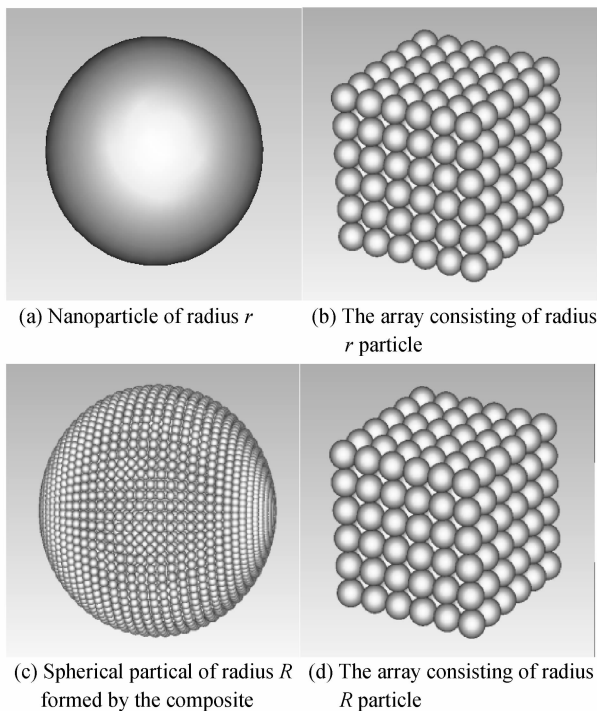 (a) Nanoparticle of radius r
(b) The array consisting of radius
r particle
(c) Spherical partical of radius R
formed by the composite
(d) The array consisting of radius
R particle